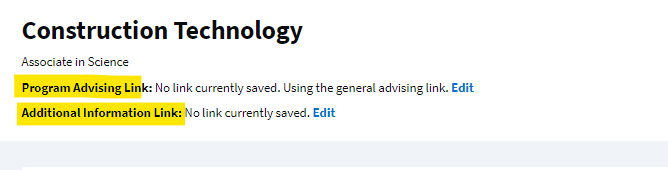 Construction Technology
Associate in Science
Program Advising Link: No link currently saved. Using the general advising link. Edit
Additional Information Link: No link currently saved. Edit